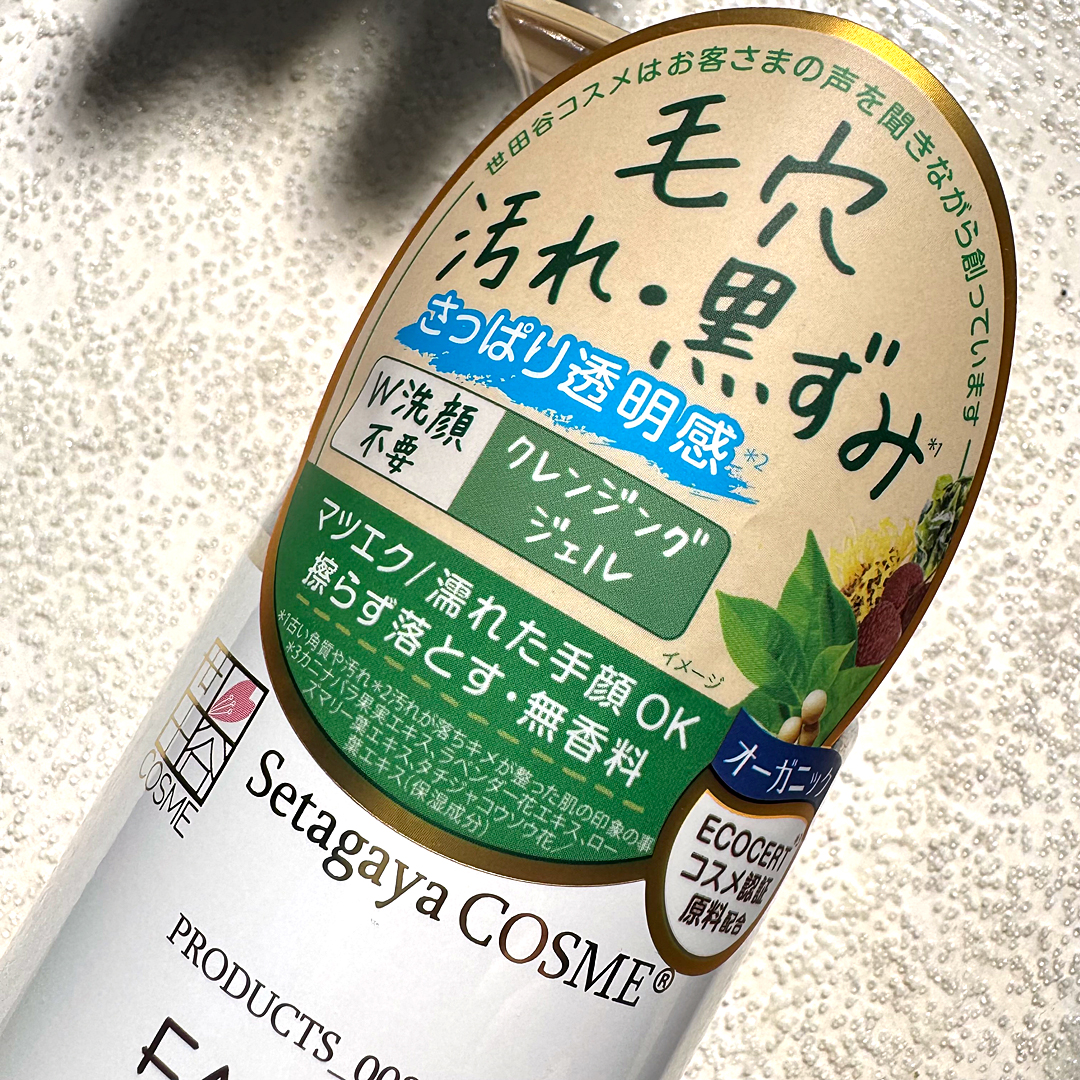 世田谷コスメはお客さまの声を聞きながら創っています
毛穴
汚れ・黒ずみ*1
さっぱり透明感*2
W洗顔
不要
クレンジング
ジェル
マツエク/濡れた手顔OK
擦らず落とす・無香料
イメージ
*1古い角質や汚れ*2汚れが落ちキメが整った肌の印象の事
*3カニナバラ果実エキス、ラベンダー花エキス、ロー
ズマリー葉エキス、タチジャコウソウ花/
葉エキス(保湿成分)
オーガニック
ECOCERT
コスメ認証
原料配合
世田谷
COSME
Setagaya COSME®
PRODUCTS_00